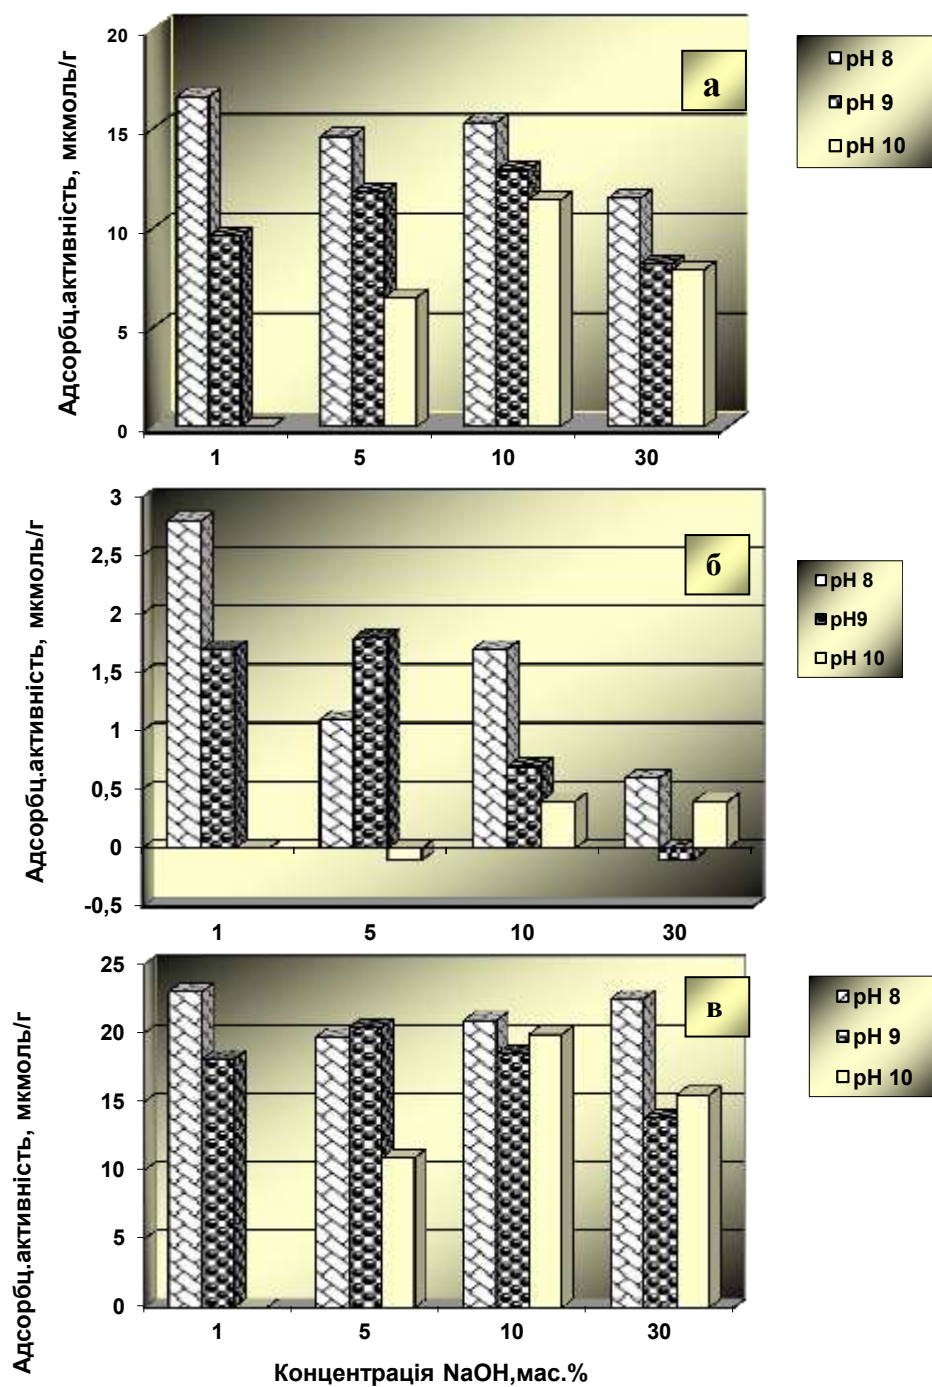 Адсорбц.активність, мкмоль/г
20
15
10
5
0
1 5 10 30
а
pH 8
pH 9
pH 10
Адсорбц.активність, мкмоль/г
3
2,5
2
1,5
1
0,5
0
-0,5
1 5 10 30
б
pH 8
pH9
pH 10
Адсорбц.активність, мкмоль/г
25
20
15
10
5
0
1 5 10 30
в
pH 8
pH 9
pH 10
Концентрація NaOH,мас.%